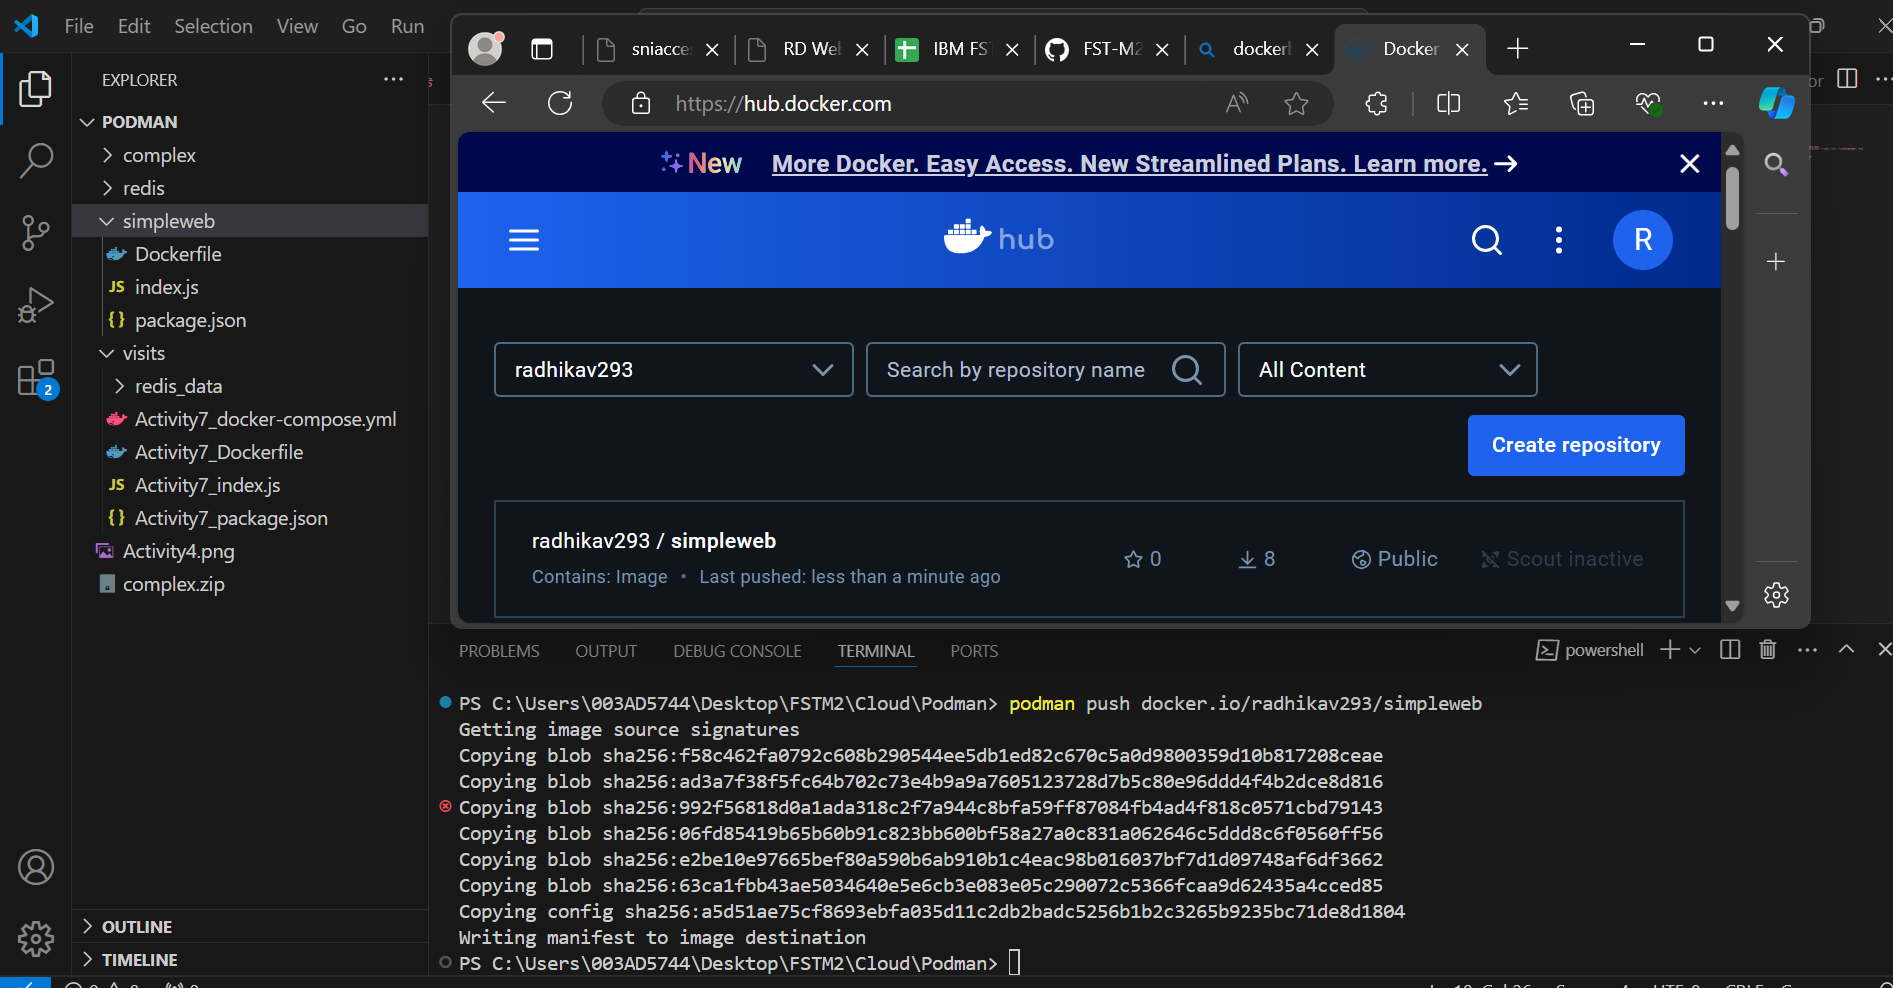 File Edit Selection View Go Run
EXPLORER
PODMAN
complex
redis
simpleweb
Dockerfile
JS index.js
{} package.json
visits
redis_data
Activity7_docker-compose.yml
Activity7_Dockerfile
JS Activity7_index.js
{} Activity7_package.json
Activity4.png
complex.zip
2
OUTLINE
TIMELINE
RD We
IBM FS
FST-M2
Docker
https://hub.docker.com
New More Docker. Easy Access. New Streamlined Plans. Learn more. →
hub
R
radhikav293
Search by repository name
All Content
Create repository
radhikav293 / simpleweb
Contains: Image • Last pushed: less than a minute ago
0
8
Public
Scout inactive
PROBLEMS OUTPUT DEBUG CONSOLE TERMINAL PORTS
powershell
PS C:\Users\003AD5744\Desktop\FSTM2\Cloud\Podman> podman push docker.io/radhikav293/simpleweb
Getting image source signatures
Copying blob sha256:f58c462fa0792c608b290544ee5db1ed82c670c5a0d9800359d10b817208ceae
Copying blob sha256:ad3a7f38f5fc64b702c73e4b9a9a7605123728d7b5c80e96ddd4f4b2dce8d816
Copying blob sha256:992f56818d0a1ada318c2f7a944c8bfa59ff87084fb4ad4f818c0571cbd79143
Copying blob sha256:06fd85419b65b60b91c823bb600bf58a27a0c831a062646c5ddd8c6f0560ff56
Copying blob sha256:e2be10e97665bef80a590b6ab910b1c4eac98b016037bf7d1d09748af6df3662
Copying blob sha256:63ca1fbb43ae5034640e5e6cb3e083e05c290072c5366fcaa9d62435a4cced85
Copying config sha256:a5d51ae75cf8693ebfa035d11c2db2badc5256b1b2c3265b9235bc71de8d1804
Writing manifest to image destination
PS C:\Users\003AD5744\Desktop\FSTM2\Cloud\Podman>